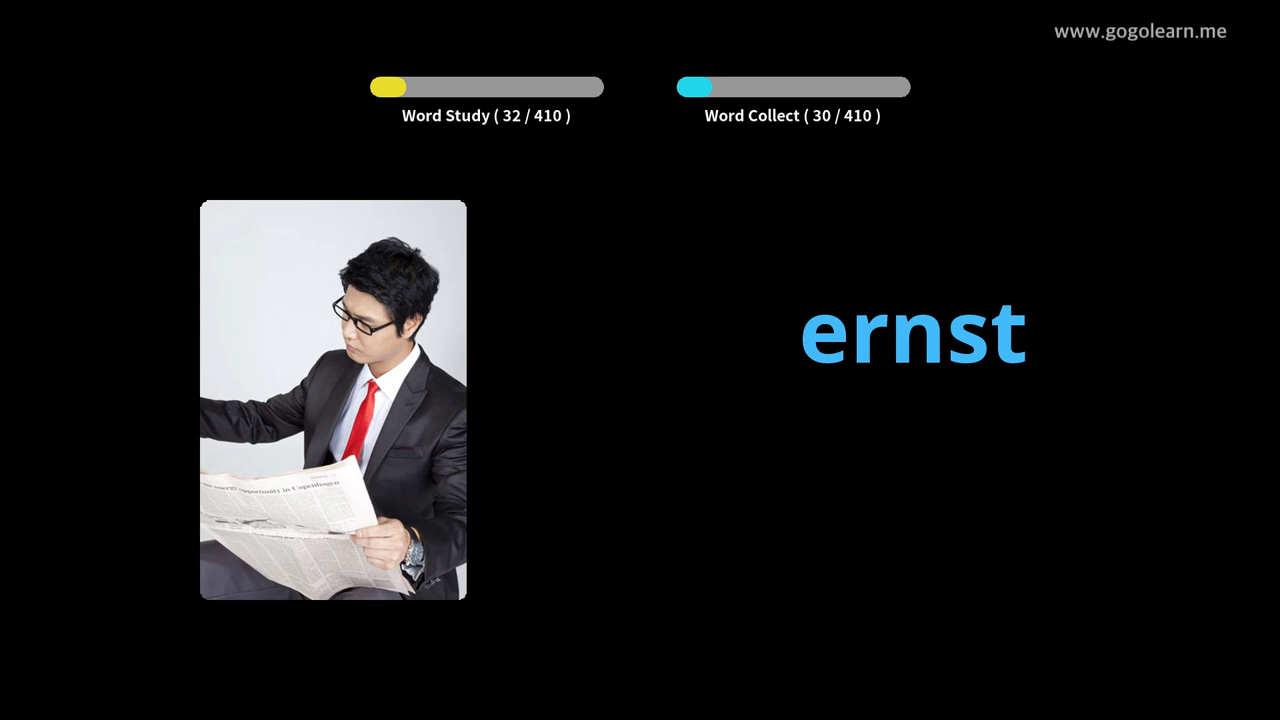 www.gogolearn.me
Word Study ( 32 / 410 )
Word Collect ( 30 / 410 )
ernst
opportunity in Copenhagen